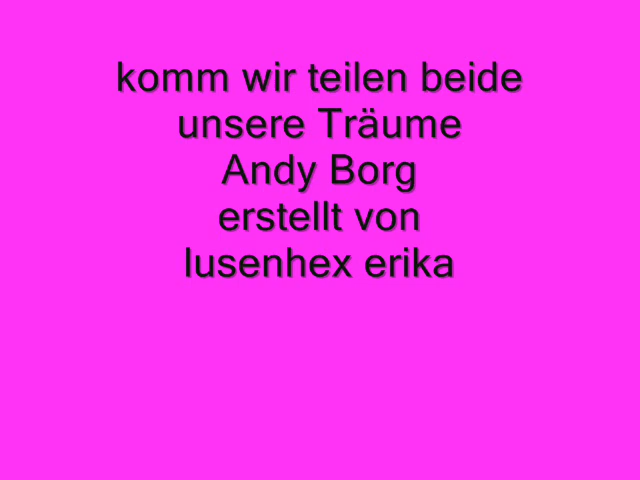 komm wir teilen beide
unsere Träume
Andy Borg
erstellt von
lusenhex erika